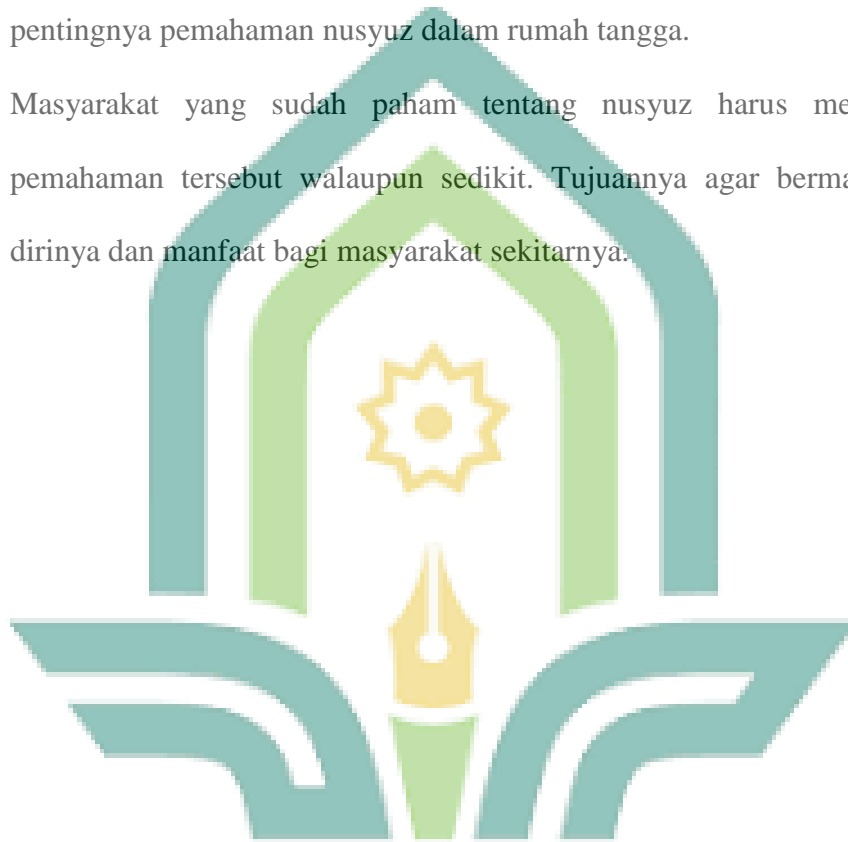 pentingnya pemahaman nusyuz dalam rumah tangga.
Masyarakat yang sudah paham tentang nusyuz harus me
pemahaman tersebut walaupun sedikit. Tujuannya agar berma
dirinya dan manfaat bagi masyarakat sekitarnya.